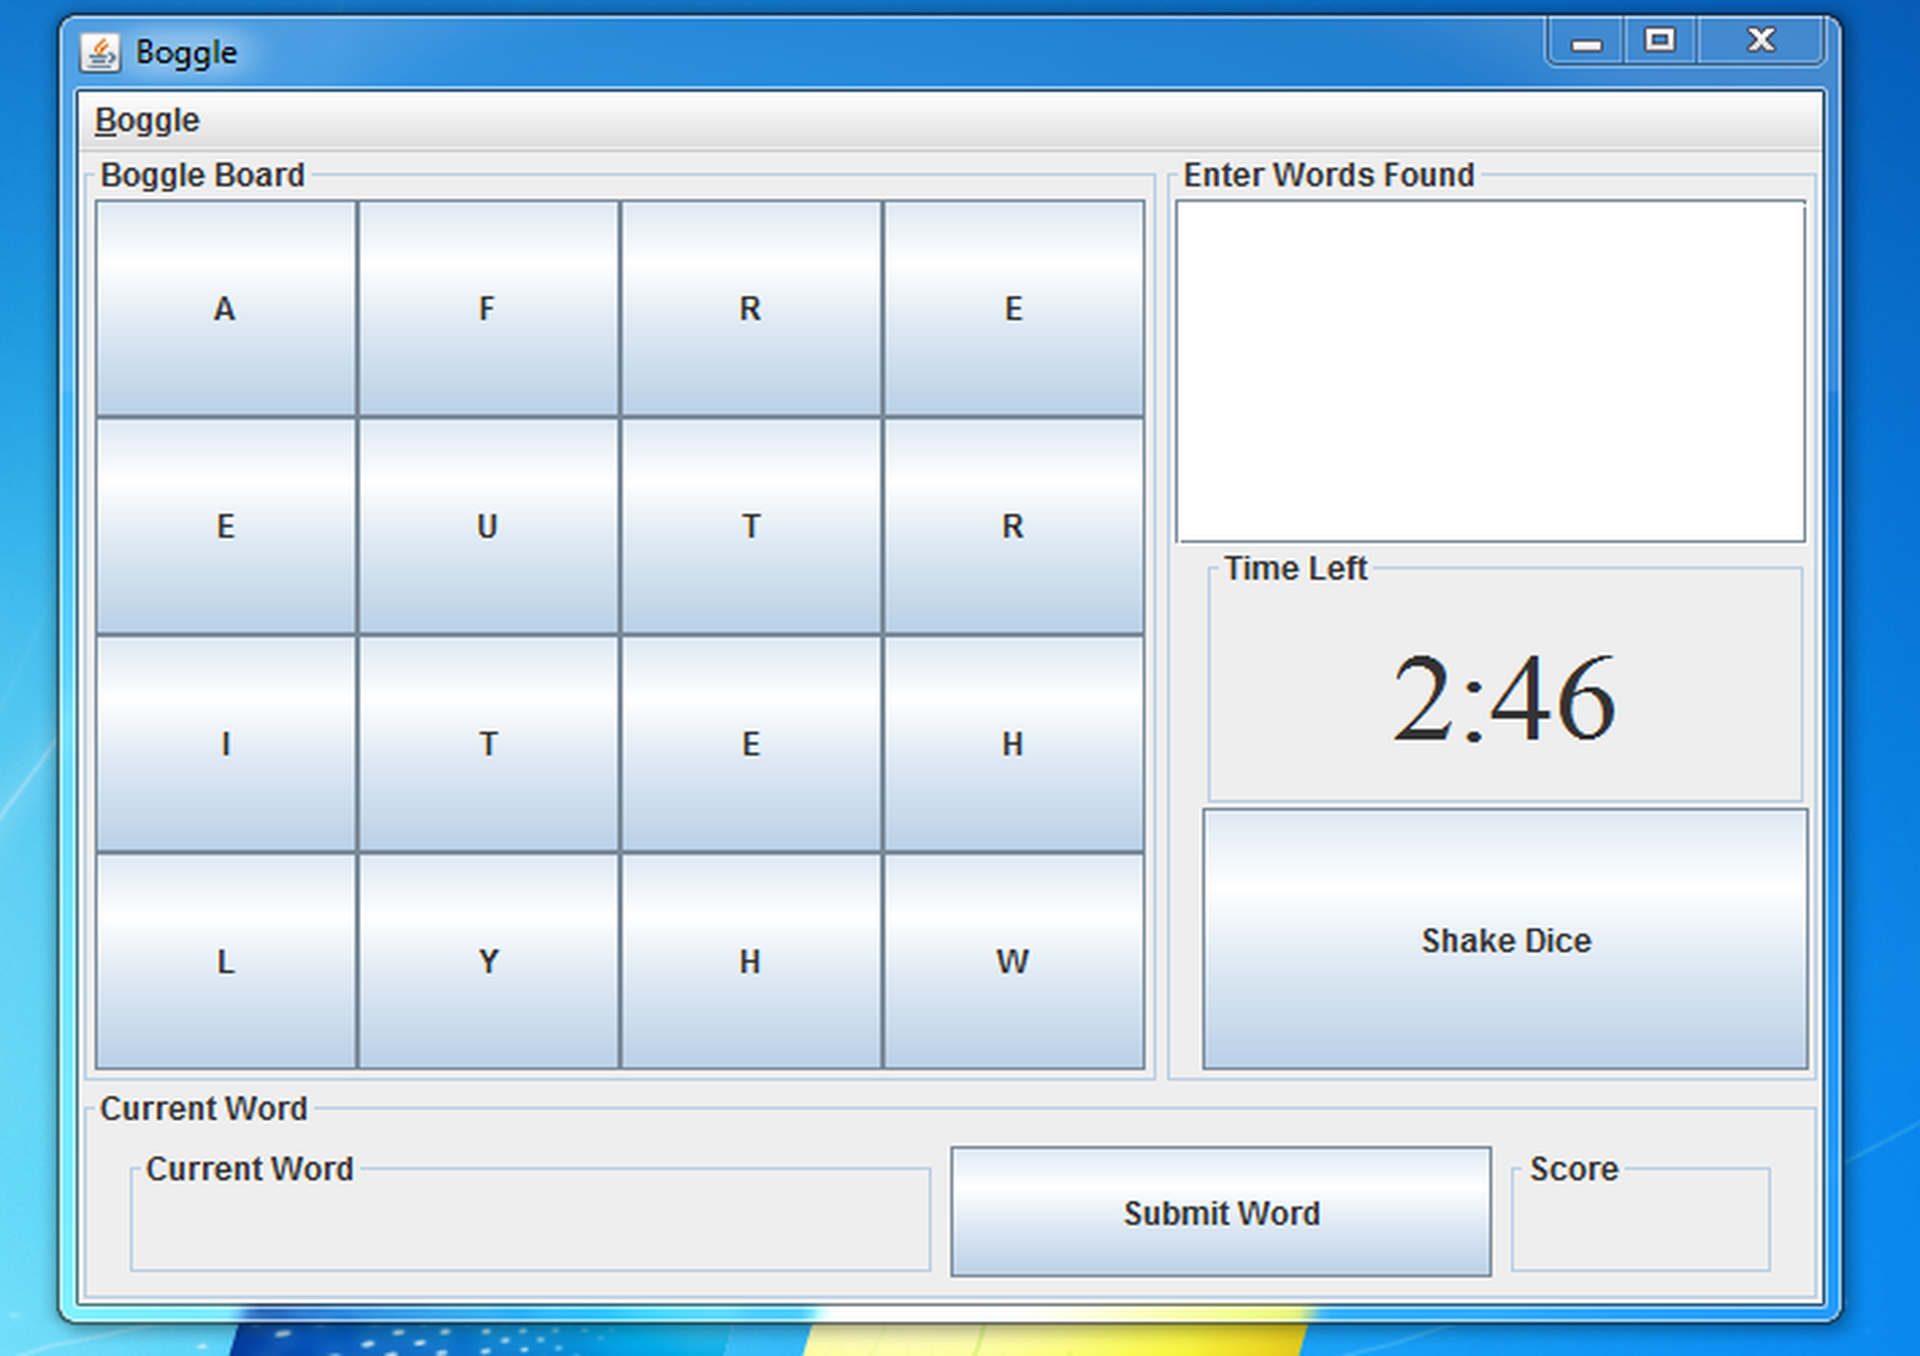 Boggle
Boggle
Boggle Board
Enter Words Found
A F R E
E U T R
Time Left
2:46
I T E H
L Y H W
Shake Dice
Current Word
Current Word
Submit Word
Score